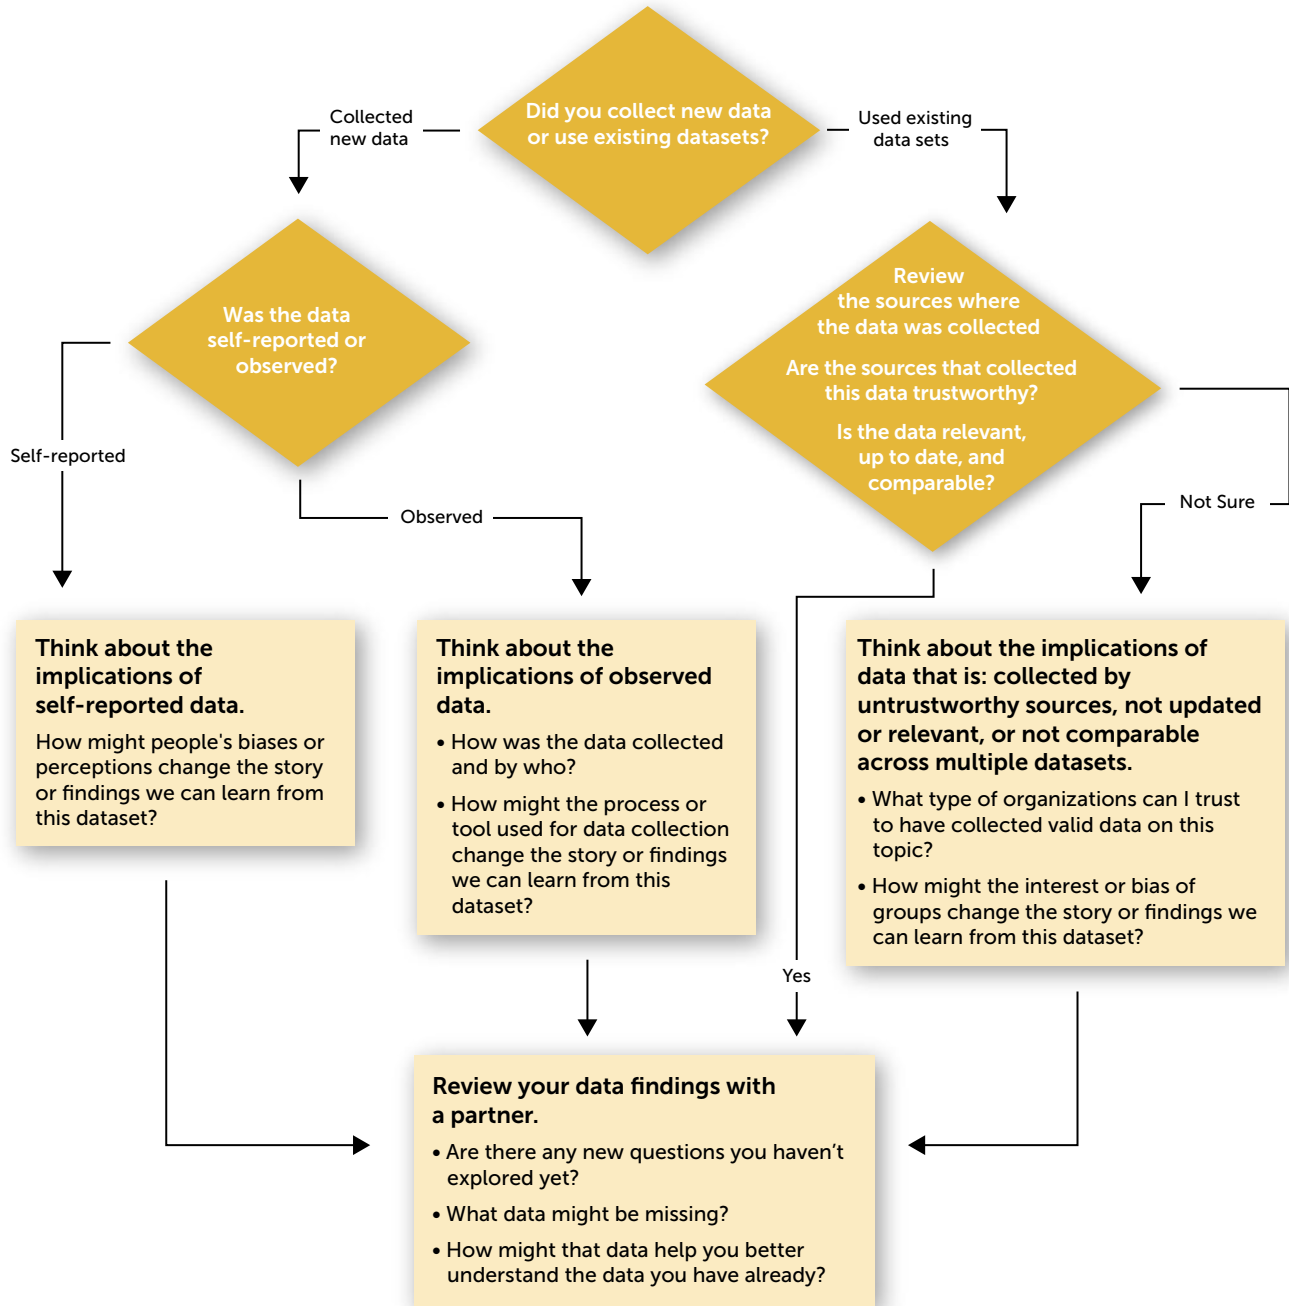 Did you collect new data
or use existing datasets?
Collected
new data
Used existing
data sets
Was the data
self-reported or
observed?
Review
the sources where
the data was collected
Are the sources that collected
this data trustworthy?
Is the data relevant,
up to date, and
comparable?
Self-reported
Observed
Not Sure
Think about the
implications of
self-reported data.
How might people's biases or
perceptions change the story
or findings we can learn from
this dataset?
Think about the
implications of observed
data.
• How was the data collected
and by who?
• How might the process or
tool used for data collection
change the story or findings
we can learn from this
dataset?
Think about the implications of
data that is: collected by
untrustworthy sources, not updated
or relevant, or not comparable
across multiple datasets.
• What type of organizations can I trust
to have collected valid data on this
topic?
• How might the interest or bias of
groups change the story or findings we
can learn from this dataset?
Yes
Review your data findings with
a partner.
• Are there any new questions you haven’t
explored yet?
• What data might be missing?
• How might that data help you better
understand the data you have already?